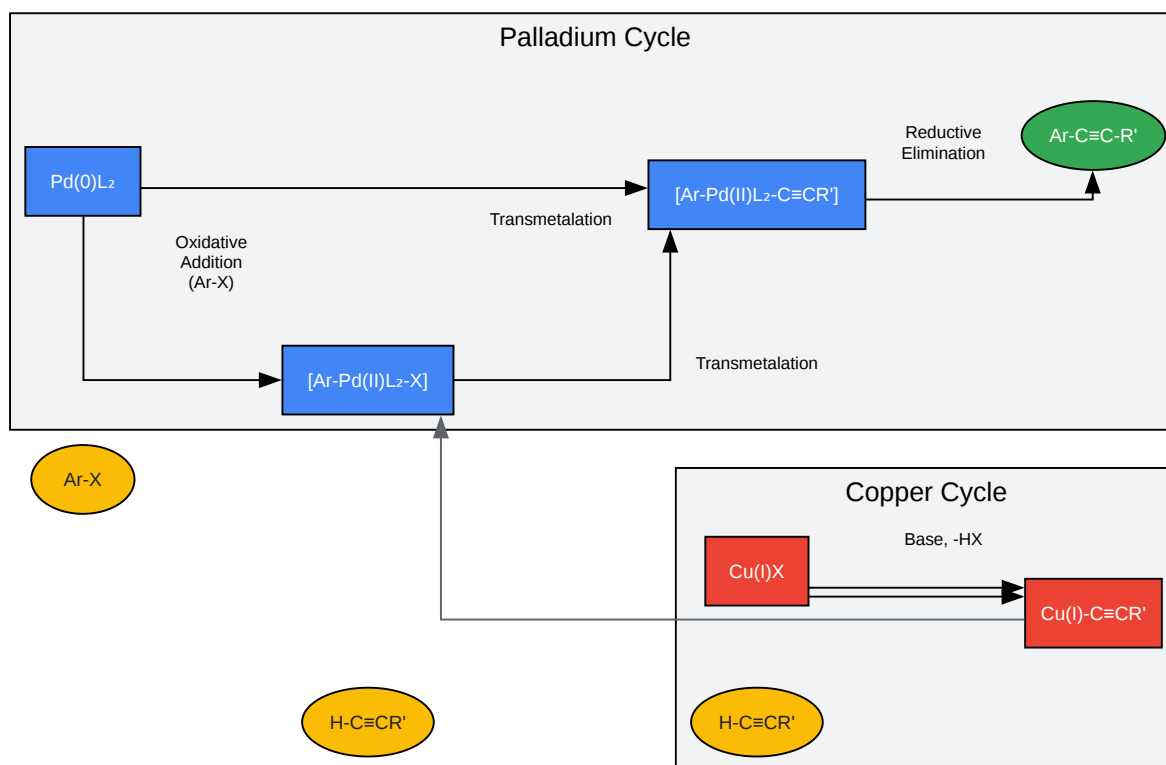 Palladium Cycle
Ar-C≡C-R'
Reductive
Elimination
Pd(0)L₂
[Ar-Pd(II)L₂-C≡CR']
Transmetalation
Oxidative
Addition
(Ar-X)
[Ar-Pd(II)L₂-X]
Transmetalation
Ar-X
Copper Cycle
Base, -HX
Cu(I)X
Cu(I)-C≡CR'
H-C≡CR'
H-C≡CR'